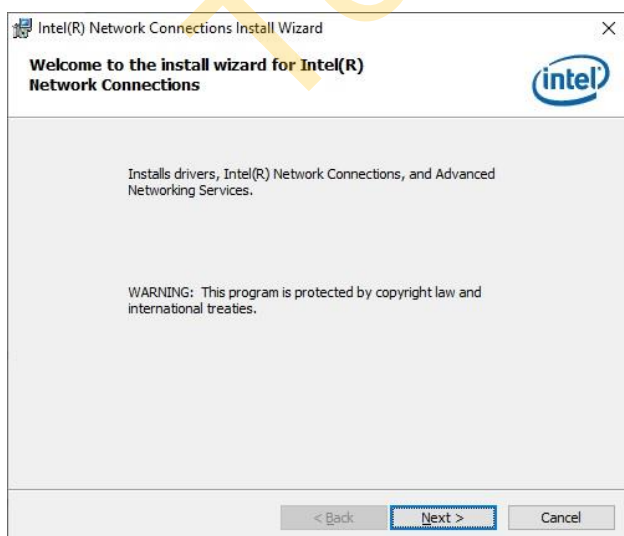 Intel(R) Network Connections Install Wizard
Welcome to the install wizard for Intel(R)
Network Connections
intel
Installs drivers, Intel(R) Network Connections, and Advanced
Networking Services.
WARNING: This program is protected by copyright law and
international treaties.
< Back
Next >
Cancel